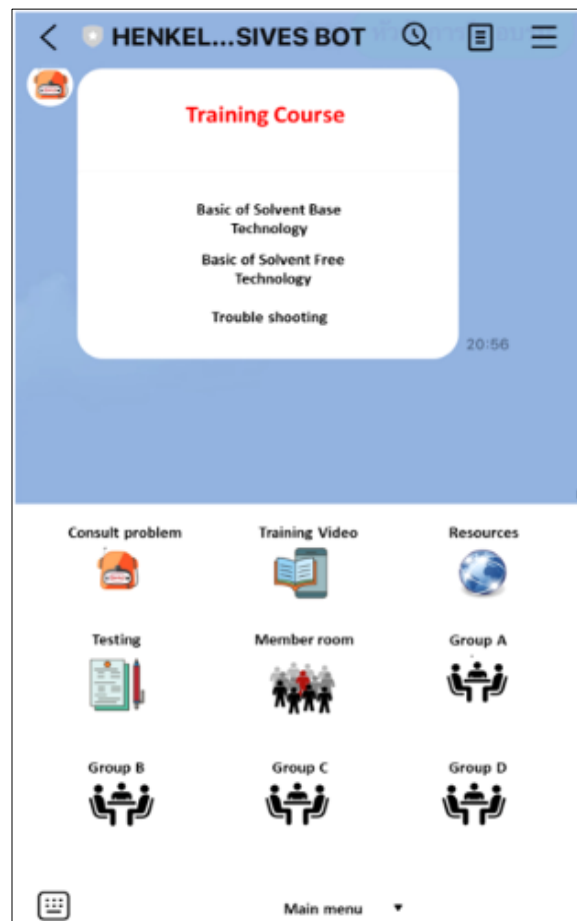 HENKEL...SIVES BOT
Training Course
Basic of Solvent Base
Technology
Basic of Solvent Free
Technology
Trouble shooting
20:56
Consult problem
Training Video
Resources
Testing
Member room
Group A
Group B
Group C
Group D
Main menu